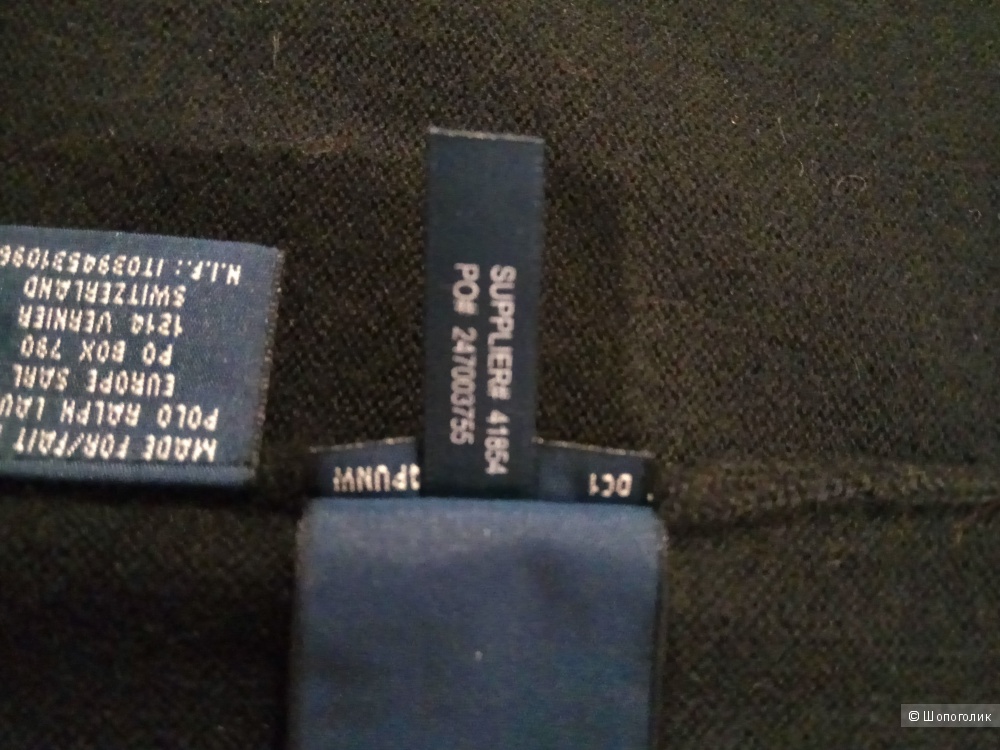 MADE FOR/FAIT
POLO RALPH LAU
EUROPE SARL
PO BOX 790
1214 VERNIER
SWITZERLAND
N.I.F.: IT03994531096
SUPPLIER# 41854
PO# 247003755
DC1
© Шопоголик